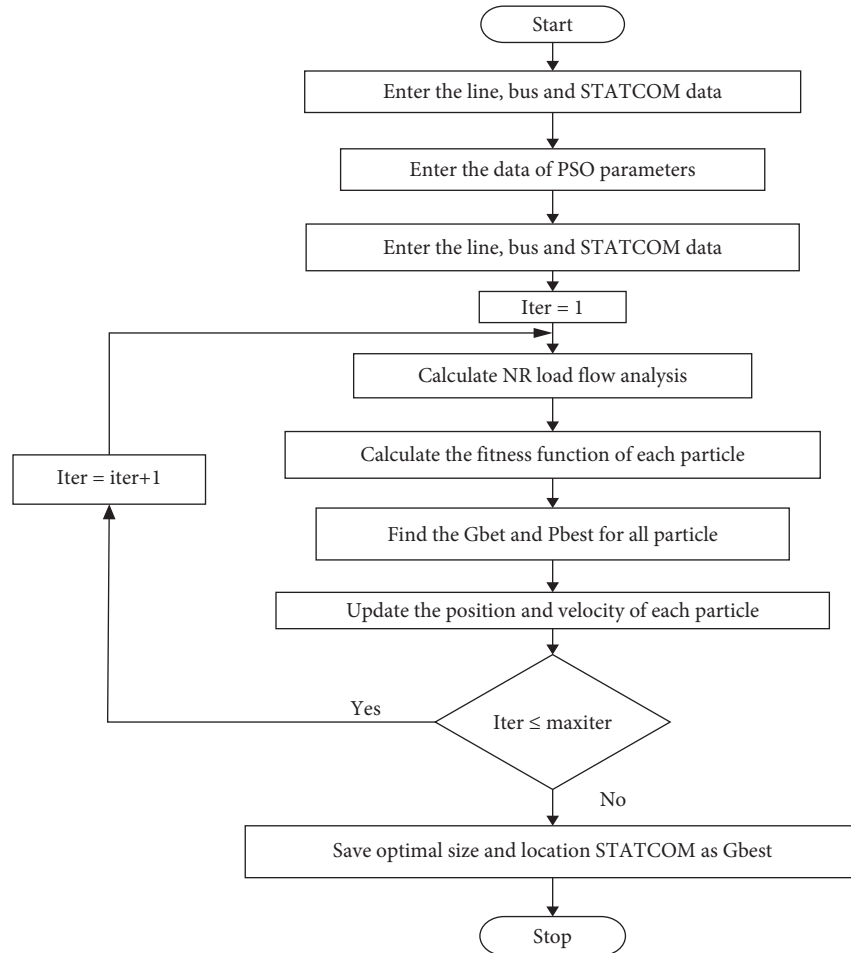 Start
Enter the line, bus and STATCOM data
Enter the data of PSO parameters
Enter the line, bus and STATCOM data
Iter = 1
Calculate NR load flow analysis
Calculate the fitness function of each particle
Iter = iter+1
Find the Gbet and Pbest for all particle
Update the position and velocity of each particle
Yes
Iter ≤ maxiter
No
Save optimal size and location STATCOM as Gbest
Stop